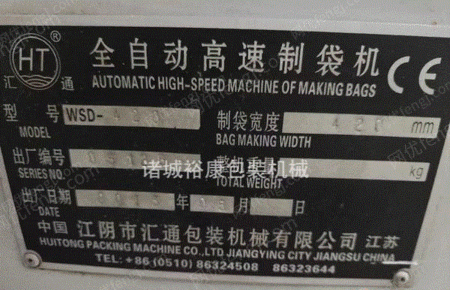 HT ® 全自动高速制袋机 CE
汇通 AUTOMATIC HIGH-SPEED MACHINE OF MAKING BAGS
型号 WSD-420 制袋宽度 420 mm
MODEL BAG MAKING WIDTH
出厂编号
SERIES NO. TOTAL WEIGHT kg
诸城裕康包装机械
出厂日期 年 月 日
DATE
中国 江阴市汇通包装机械有限公司 江苏
HUITONG PACKING MACHINE CO.,LTD JIANGYING CITY JIANGSU CHINA
TEL:+86 (0510) 86324508 86323644